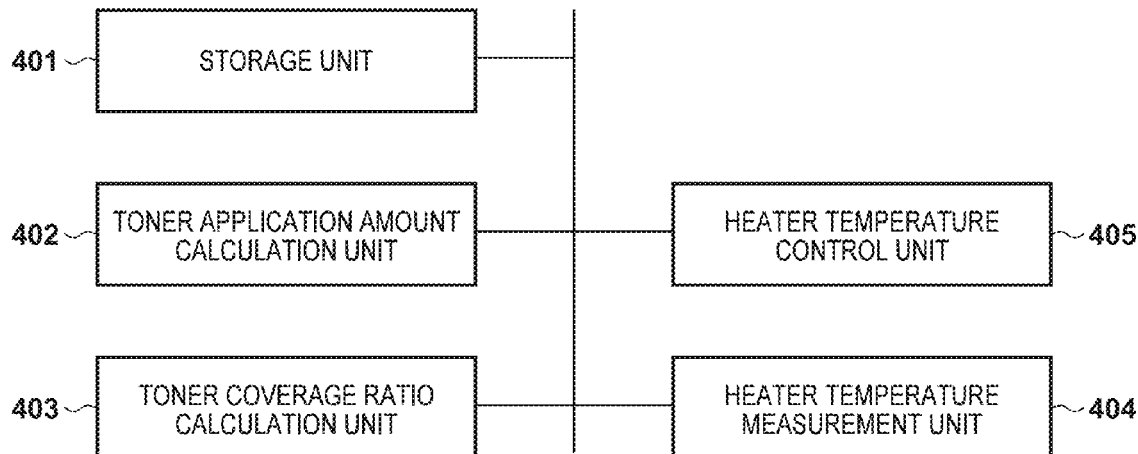 401
STORAGE UNIT
402
TONER APPLICATION AMOUNT
CALCULATION UNIT
HEATER TEMPERATURE
CONTROL UNIT
405
403
TONER COVERAGE RATIO
CALCULATION UNIT
HEATER TEMPERATURE
MEASUREMENT UNIT
404